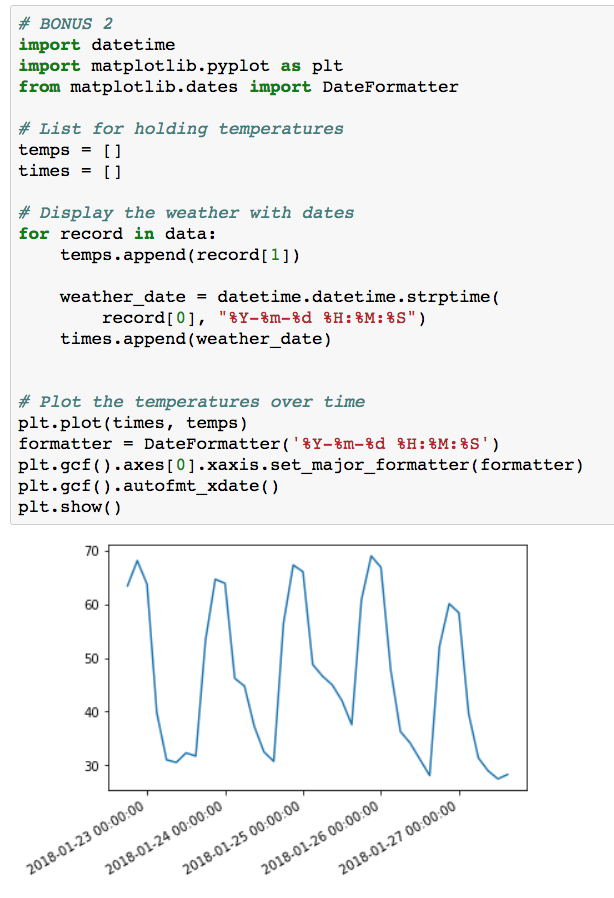 # BONUS 2
import datetime
import matplotlib.pyplot as plt
from matplotlib.dates import DateFormatter
# List for holding temperatures
temps = []
times = []
# Display the weather with dates
for record in data:
    temps.append(record[1])
    weather_date = datetime.datetime.strptime(
        record[0], "%Y-%m-%d %H:%M:%S")
    times.append(weather_date)
# Plot the temperatures over time
plt.plot(times, temps)
formatter = DateFormatter('%Y-%m-%d %H:%M:%S')
plt.gcf().axes[0].xaxis.set_major_formatter(formatter)
plt.gcf().autofmt_xdate()
plt.show()
70
60
50
40
30
2018-01-23 00:00:00
2018-01-24 00:00:00
2018-01-25 00:00:00
2018-01-26 00:00:00
2018-01-27 00:00:00